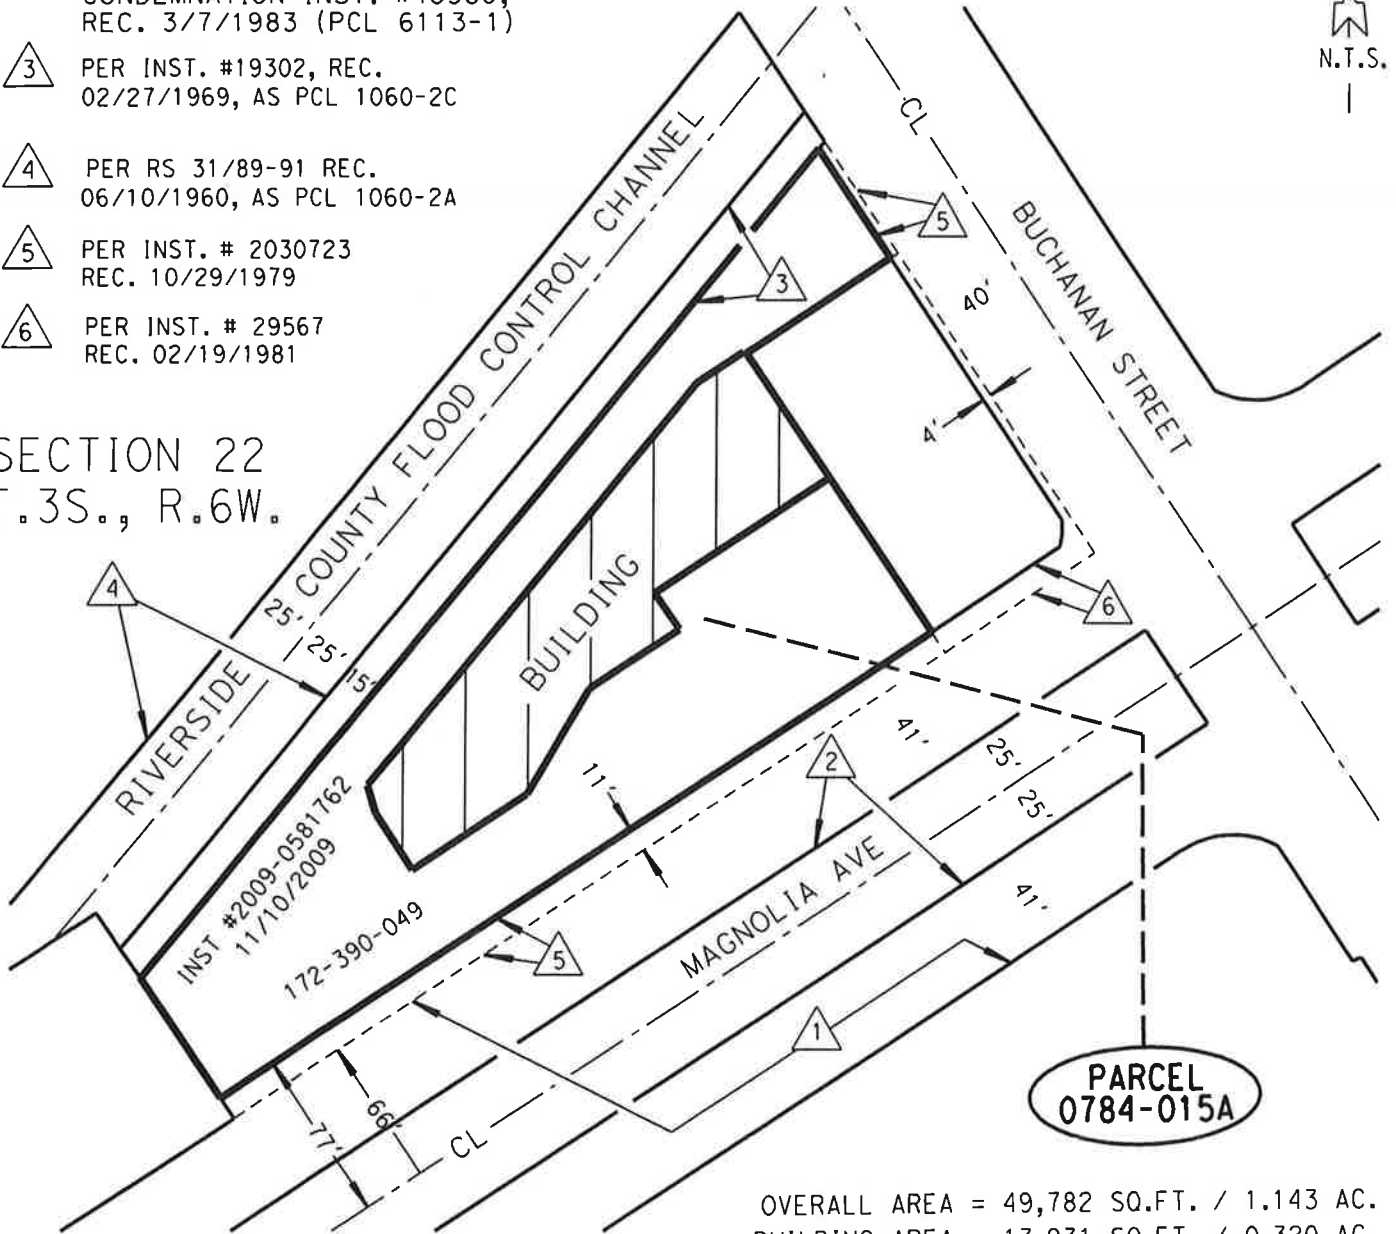 REC. 3/7/1983 (PCL 6113-1)
3 PER INST. #19302, REC.
02/27/1969, AS PCL 1060-2C
4 PER RS 31/89-91 REC.
06/10/1960, AS PCL 1060-2A
5 PER INST. # 2030723
REC. 10/29/1979
6 PER INST. # 29567
REC. 02/19/1981
N.T.S.
SECTION 22
T.3S., R.6W.
RIVERSIDE COUNTY FLOOD CONTROL CHANNEL
CL
BUCHANAN STREET
5
3
40'
4'
4
25'
25'
15'
BUILDING
6
2
41'
25'
25'
41'
11'
INST #2009-0581762
11/10/2009
172-390-049
5
MAGNOLIA AVE
1
66'
77'
CL
PARCEL
0784-015A
OVERALL AREA = 49,782 SQ.FT. / 1.143 AC.